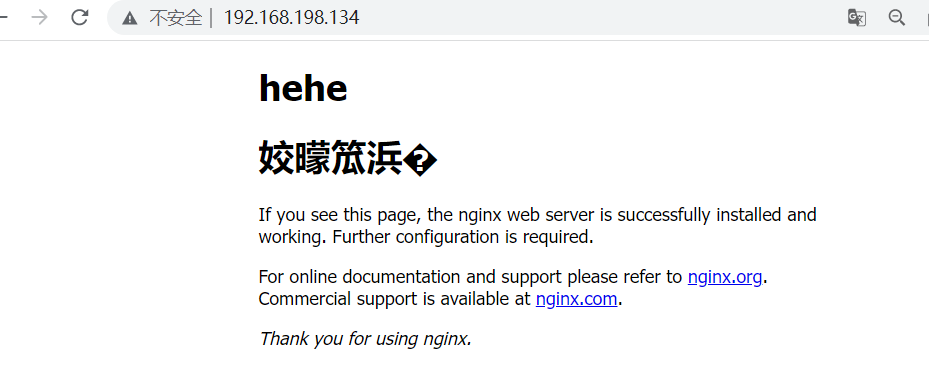 不安全 | 192.168.198.134
hehe
姣曚笟浜�
If you see this page, the nginx web server is successfully installed and
working. Further configuration is required.
For online documentation and support please refer to nginx.org.
Commercial support is available at nginx.com.
Thank you for using nginx.